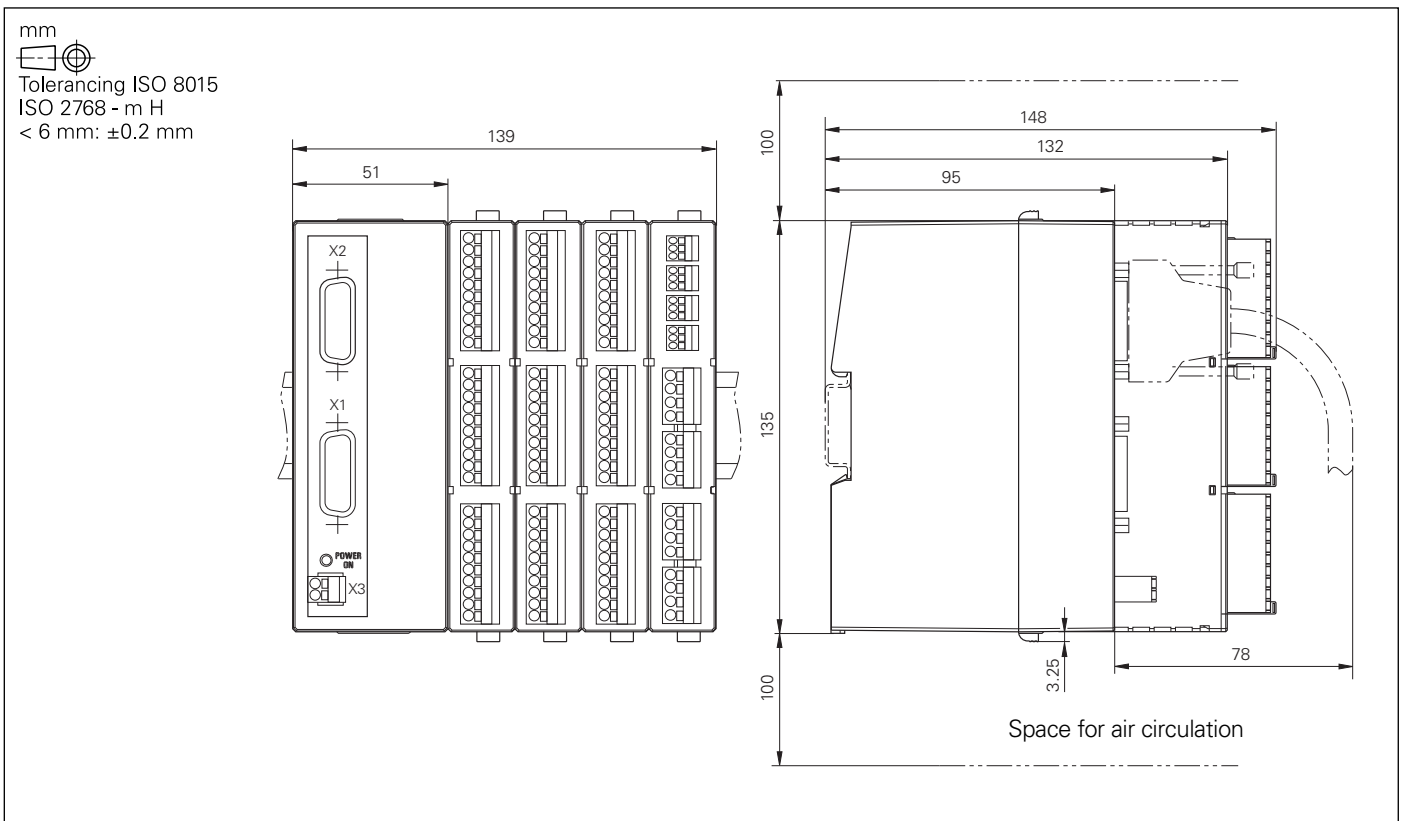 mm
Tolerancing ISO 8015
ISO 2768 - m H
< 6 mm: ±0.2 mm
139
51
X2
X1
POWER
ON
X3
100
148
132
95
135
100
3.25
78
Space for air circulation